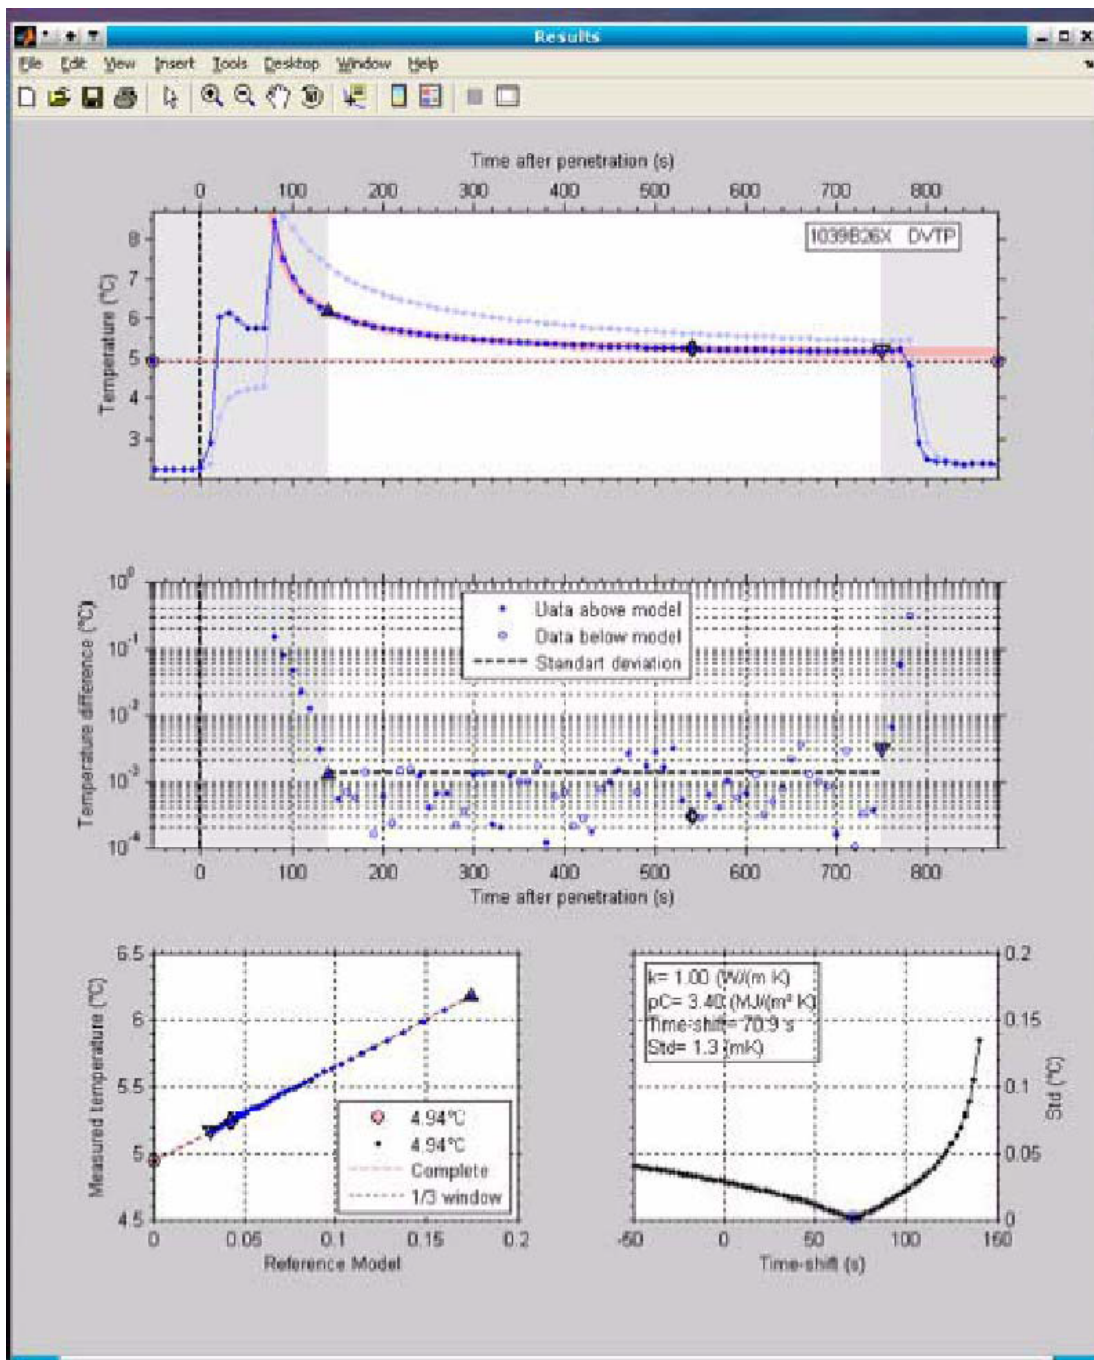 Results
File Edit View Insert Tools Desktop Window Help
Time after penetration (s)
0 100 200 300 400 500 600 700 800
1039B26X DVTP
Temperature (°C)
8
7
6
5
4
3
Temperature difference (°C)
10^0
10^-1
10^-2
10^-3
10^-4
Data above model
Data below model
Standart deviation
0 100 200 300 400 500 600 700 800
Time after penetration (s)
Measured temperature (°C)
6.5
6
5.5
5
4.5
4.94°C
4.94°C
Complete
1/3 window
0 0.05 0.1 0.15 0.2
Reference Model
k= 1.00 (W/(m K)
ρC= 3.40 (MJ/(m³ K)
Time-shift= 70.9 s
Std= 1.3 (mK)
0.2
0.15
0.1
0.05
0
Std (°C)
-50 0 50 100 150
Time-shift (s)